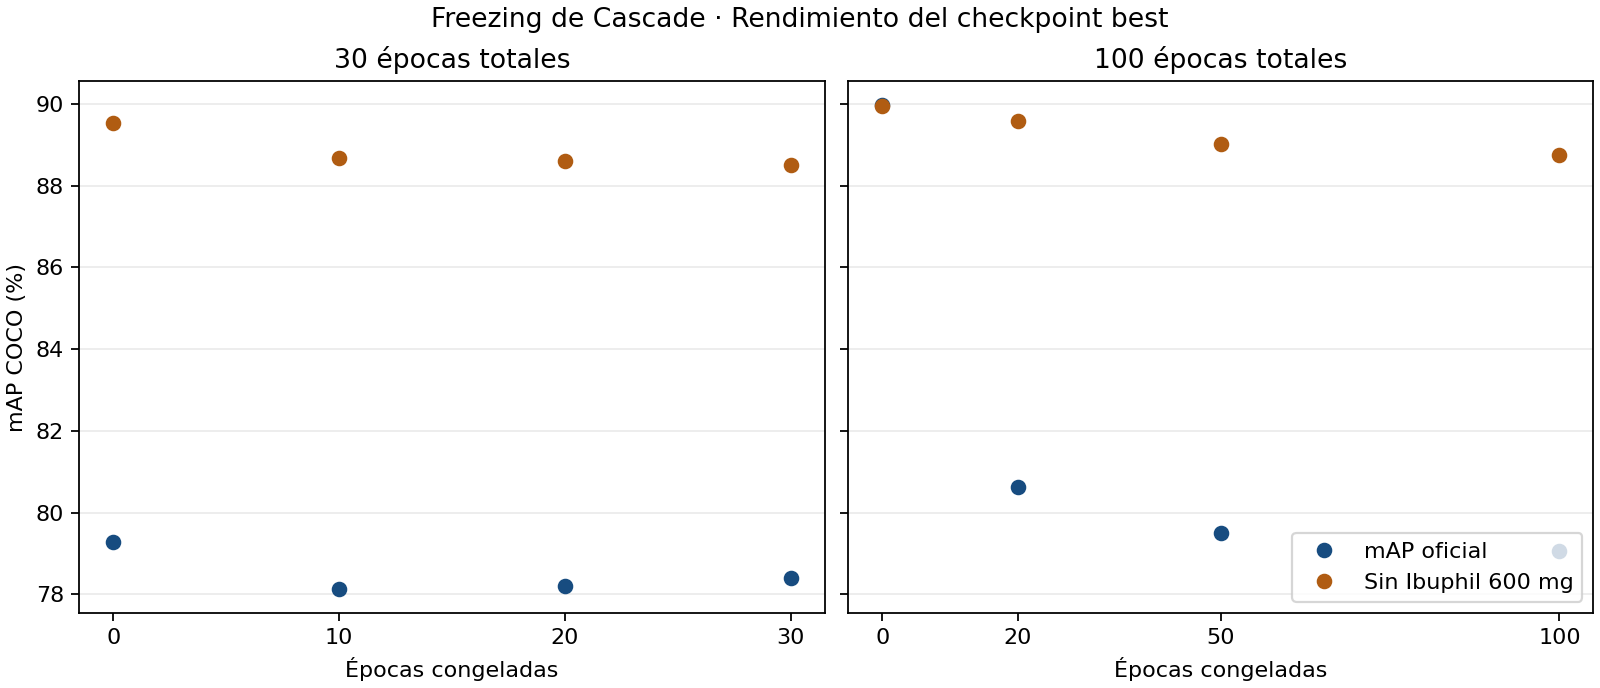 Freezing de Cascade · Rendimiento del checkpoint best
30 épocas totales
100 épocas totales
mAP COCO (%)
90
88
86
84
82
80
78
0
10
20
30
Épocas congeladas
0
20
50
100
Épocas congeladas
mAP oficial
Sin Ibuphil 600 mg